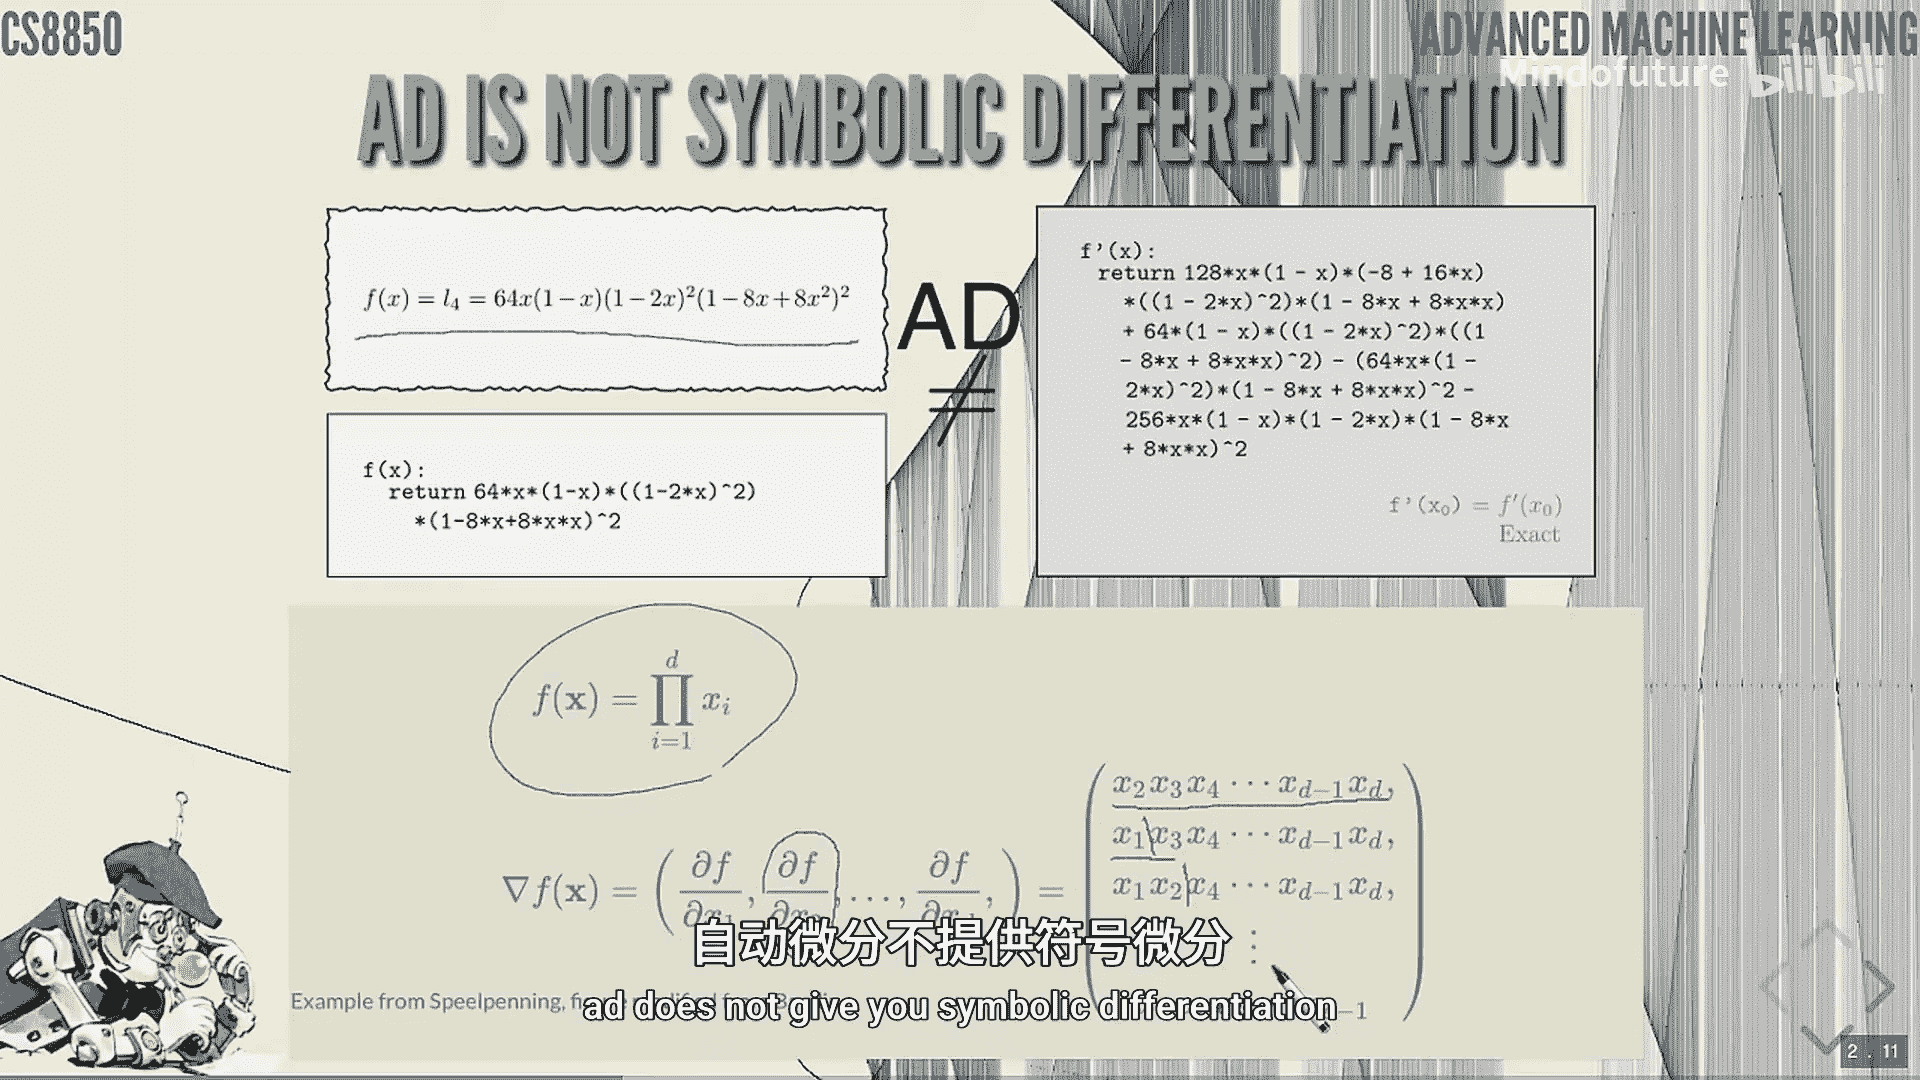 CS8850
ADVANCED MACHINE LEARNING
Mindofuture bilibili
AD IS NOT SYMBOLIC DIFFERENTIATION
f(x) = l₄ = 64x(1−x)(1−2x)²(1−8x+8x²)²
AD
≠
f(x):
return 64*x*(1-x)*((1-2*x)^2)
*(1-8*x+8*x*x)^2
f'(x):
return 128*x*(1 - x)*(-8 + 16*x)
*((1 - 2*x)^2)*(1 - 8*x + 8*x*x)
+ 64*(1 - x)*((1 - 2*x)^2)*((1
- 8*x + 8*x*x)^2) - (64*x*(1 -
2*x)^2)*(1 - 8*x + 8*x*x)^2 -
256*x*(1 - x)*(1 - 2*x)*(1 - 8*x
+ 8*x*x)^2
f'(x₀) = f′(x₀)
Exact
f(x) = ∏ᵢ₌₁ᵈ xᵢ
∇f(x) = (∂f/∂x₁, ∂f/∂x₂, ..., ∂f/∂x , ) =
x₂x₃x₄ ⋯ x_{d−1}x_d,
x₁x₃x₄ ⋯ x_{d−1}x_d,
x₁x₂x₄ ⋯ x_{d−1}x_d,
⋮
−1
自动微分不提供符号微分
Example from Speelpenning,
ad does not give you symbolic differentiation
2 . 11